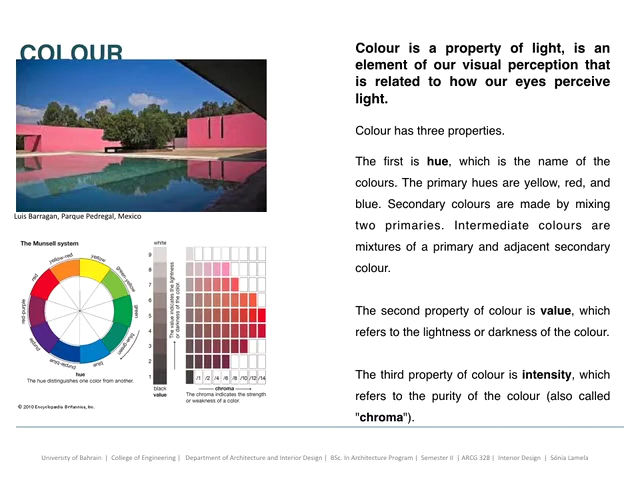 COLOUR
Luis Barragan, Parque Pedregal, Mexico
The Munsell system
yellow-red
yellow
green-yellow
green
blue-green
blue
purple-blue
purple
red-purple
red
hue
The hue distinguishes one color from another.
white
9
8
7
6
5
4
3
2
1
black
value
The value indicates the lightness
or darkness of the color.
/1 /2 /4 /6 /8 /10 /12 /14
chroma
The chroma indicates the strength
or weakness of a color.
© 2010 Encyclopædia Britannica, Inc.
Colour is a property of light, is an
element of our visual perception that
is related to how our eyes perceive
light.
Colour has three properties.
The first is hue, which is the name of the
colours. The primary hues are yellow, red, and
blue. Secondary colours are made by mixing
two primaries. Intermediate colours are
mixtures of a primary and adjacent secondary
colour.
The second property of colour is value, which
refers to the lightness or darkness of the colour.
The third property of colour is intensity, which
refers to the purity of the colour (also called
"chroma").
University of Bahrain | College of Engineering | Department of Architecture and Interior Design | BSc. In Architecture Program | Semester II | ARCG 328 | Interior Design | Sónia Lamela